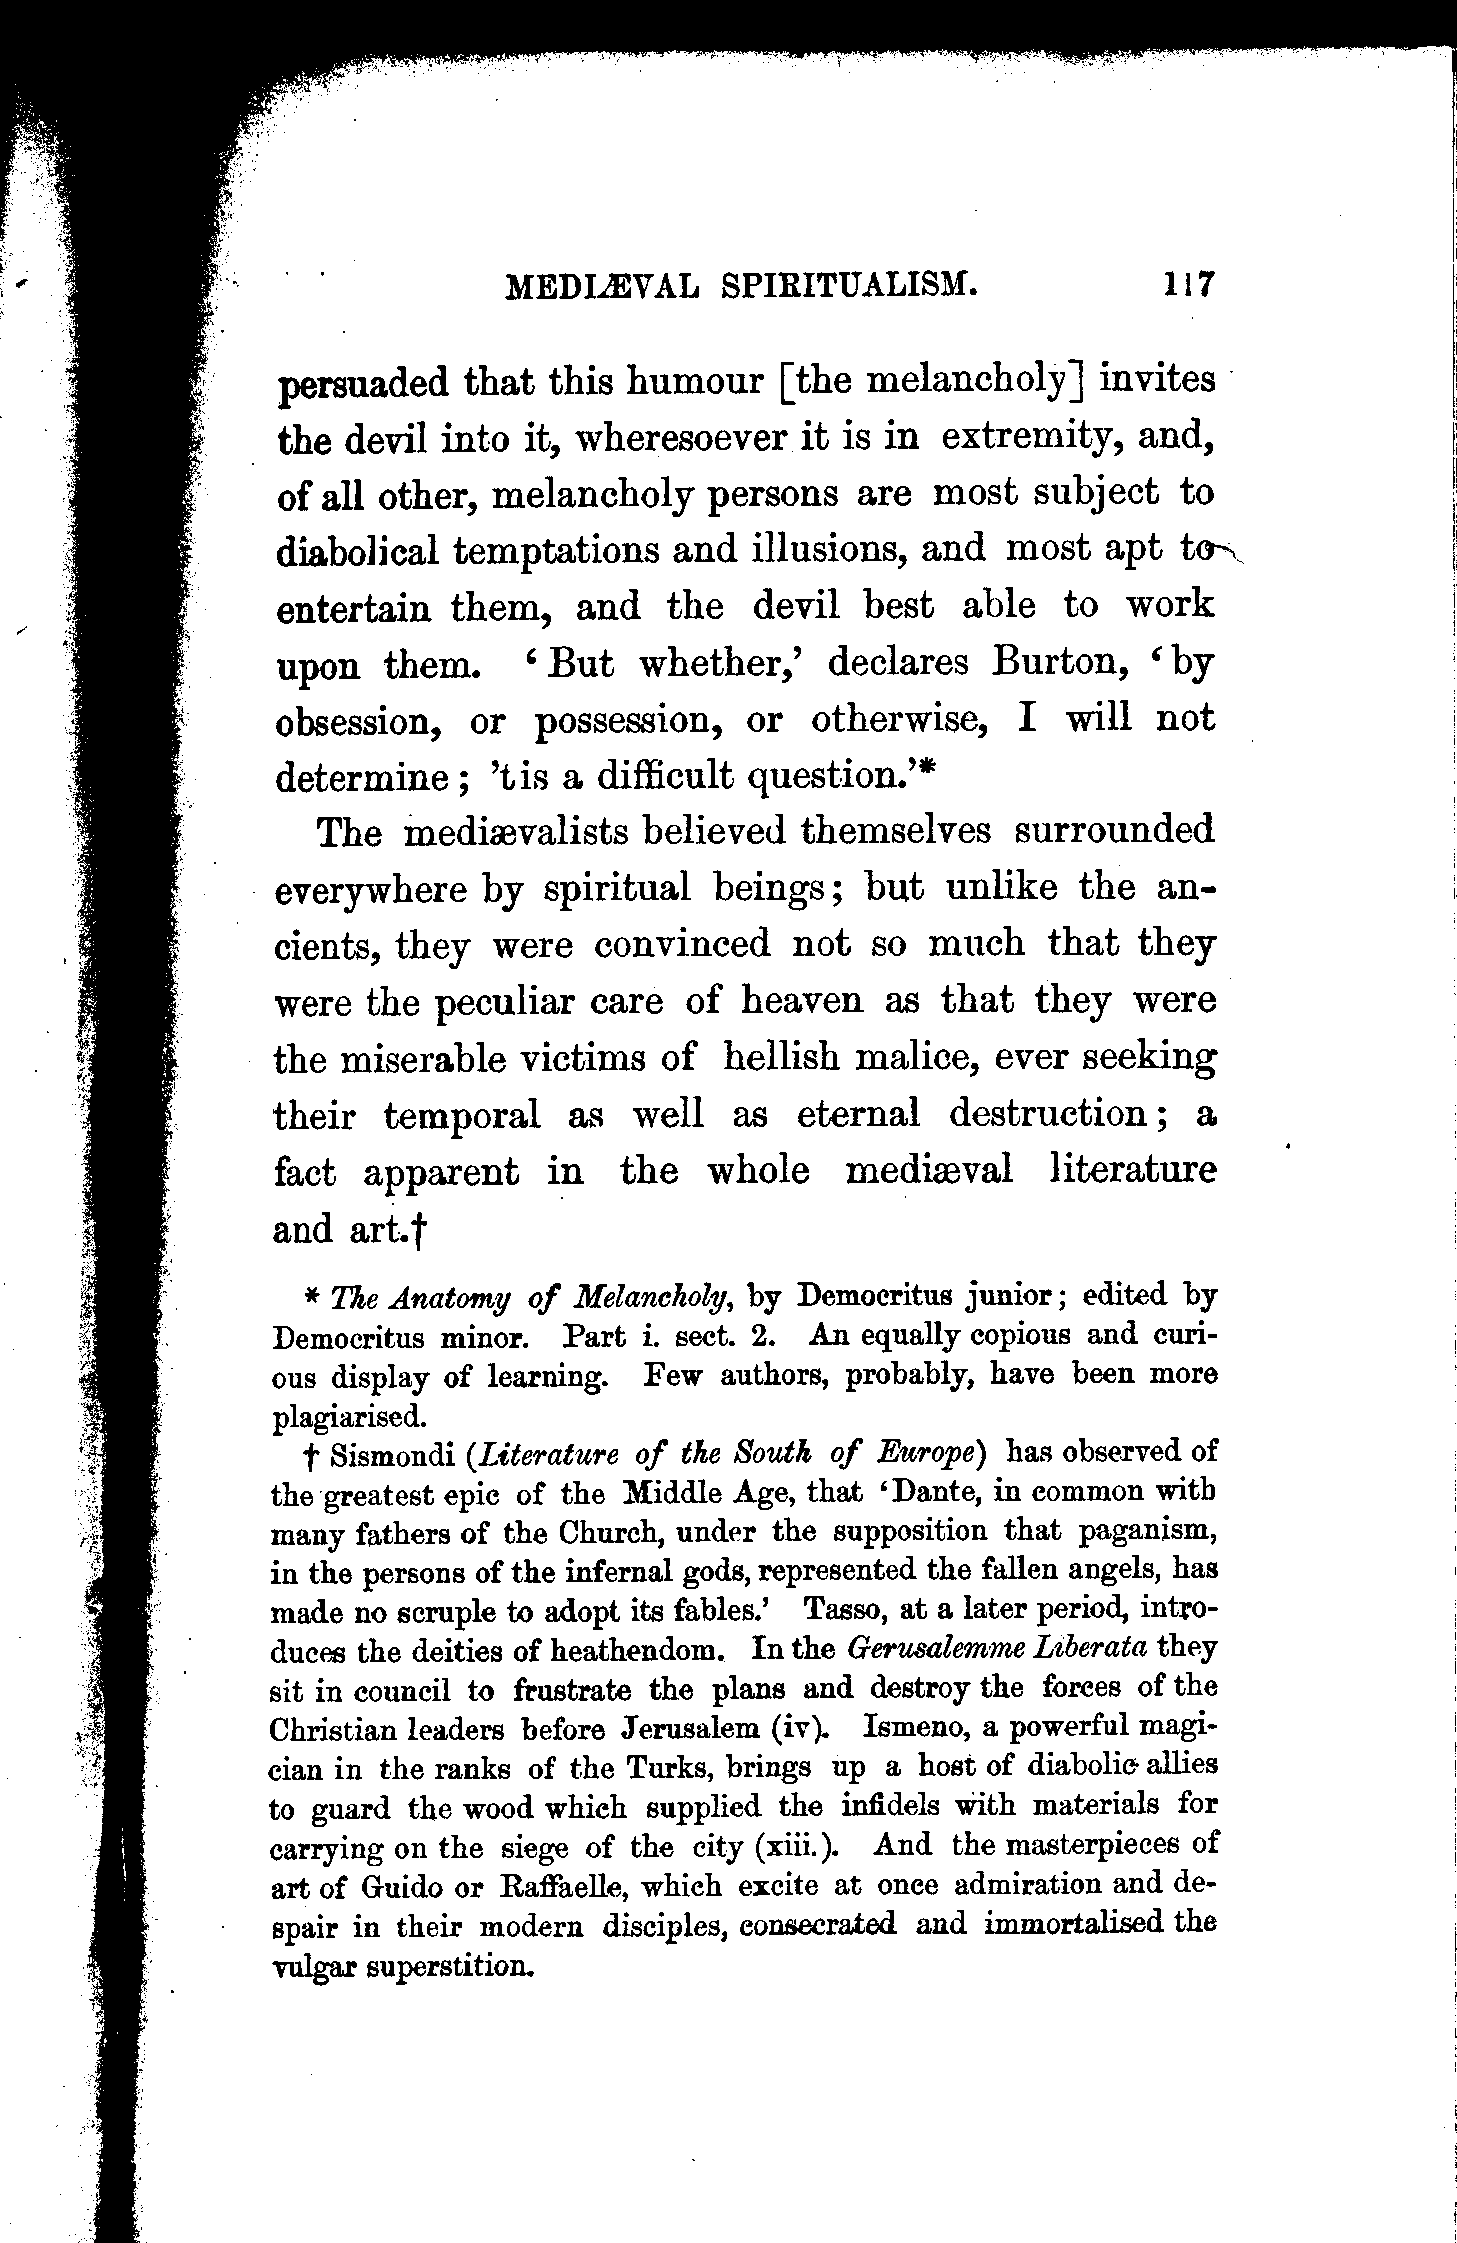 MEDIÆVAL SPIRITUALISM. 117
persuaded that this humour [the melancholy] invites
the devil into it, wheresoever it is in extremity, and,
of all other, melancholy persons are most subject to
diabolical temptations and illusions, and most apt to
entertain them, and the devil best able to work
upon them. ‘But whether,’ declares Burton, ‘by
obsession, or possession, or otherwise, I will not
determine; ’tis a difficult question.’*
The mediævalists believed themselves surrounded
everywhere by spiritual beings; but unlike the an-
cients, they were convinced not so much that they
were the peculiar care of heaven as that they were
the miserable victims of hellish malice, ever seeking
their temporal as well as eternal destruction; a
fact apparent in the whole mediæval literature
and art.†
* The Anatomy of Melancholy, by Democritus junior; edited by
Democritus minor. Part i. sect. 2. An equally copious and curi-
ous display of learning. Few authors, probably, have been more
plagiarised.
† Sismondi (Literature of the South of Europe) has observed of
the greatest epic of the Middle Age, that ‘Dante, in common with
many fathers of the Church, under the supposition that paganism,
in the persons of the infernal gods, represented the fallen angels, has
made no scruple to adopt its fables.’ Tasso, at a later period, intro-
duces the deities of heathendom. In the Gerusalemme Liberata they
sit in council to frustrate the plans and destroy the forces of the
Christian leaders before Jerusalem (iv). Ismeno, a powerful magi-
cian in the ranks of the Turks, brings up a host of diabolic allies
to guard the wood which supplied the infidels with materials for
carrying on the siege of the city (xiii.). And the masterpieces of
art of Guido or Raffaelle, which excite at once admiration and de-
spair in their modern disciples, consecrated and immortalised the
vulgar superstition.